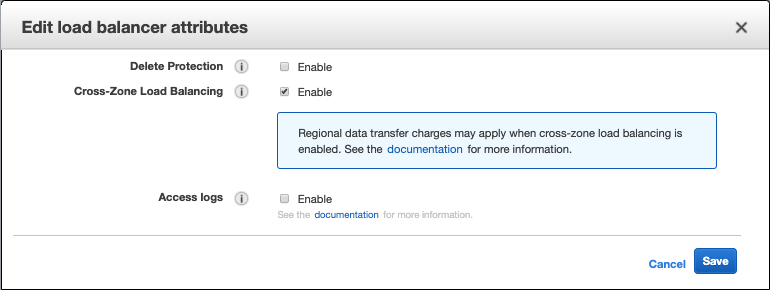 Edit load balancer attributes
Delete Protection i Enable
Cross-Zone Load Balancing i Enable
Regional data transfer charges may apply when cross-zone load balancing is
enabled. See the documentation for more information.
Access logs i Enable
See the documentation for more information.
Cancel Save